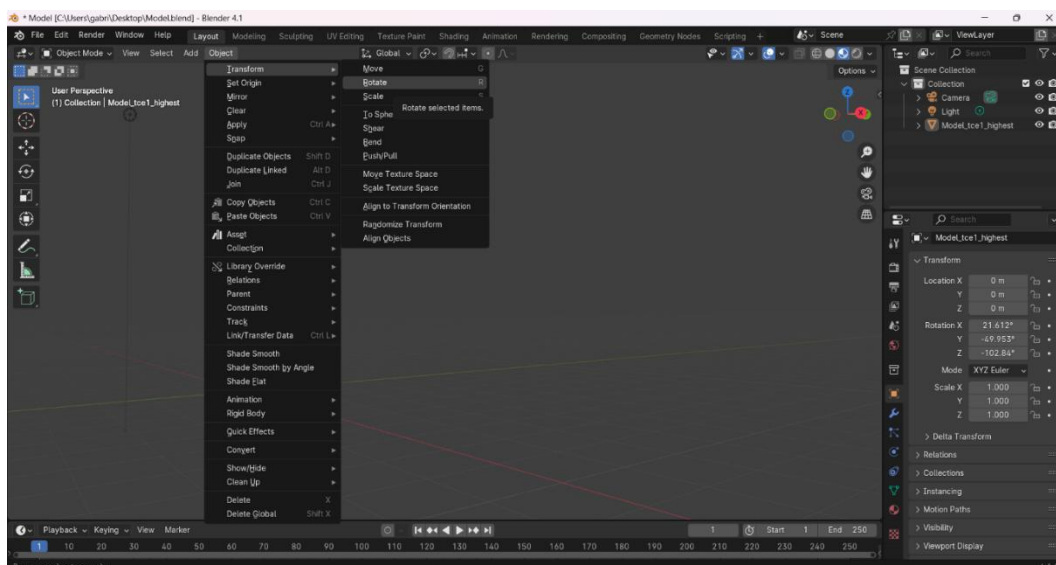 * Model [C:\Users\gabri\Desktop\Model.blend] - Blender 4.1
File Edit Render Window Help Layout Modeling Sculpting UV Editing Texture Paint Shading Animation Rendering Compositing Geometry Nodes Scripting + Scene ViewLayer
Object Mode View Select Add Object Global Search
Options
User Perspective
(1) Collection | Model_tce1_highest
Transform
Set Origin
Mirror
Clear
Apply Ctrl A
Snap
Duplicate Objects Shift D
Duplicate Linked Alt D
Join Ctrl J
Copy Objects Ctrl C
Paste Objects Ctrl V
Asset
Collection
Library Override
Relations
Parent
Constraints
Track
Link/Transfer Data Ctrl L
Shade Smooth
Shade Smooth by Angle
Shade Flat
Animation
Rigid Body
Quick Effects
Convert
Show/Hide
Clean Up
Delete X
Delete Global Shift X
Move G
Rotate R
Scale S
Rotate selected items.
To Sphe
Shear
Bend
Push/Pull
Move Texture Space
Scale Texture Space
Align to Transform Orientation
Randomize Transform
Align Objects
Z
X
Scene Collection
Collection
Camera
Light
Model_tce1_highest
Search
Model_tce1_highest
Transform
Location X 0 m
Y 0 m
Z 0 m
Rotation X 21.612°
Y -49.953°
Z -102.84°
Mode XYZ Euler
Scale X 1.000
Y 1.000
Z 1.000
Delta Transform
Relations
Collections
Instancing
Motion Paths
Visibility
Viewport Display
Playback Keying View Marker 1 Start 1 End 250
1 10 20 30 40 50 60 70 80 90 100 110 120 130 140 150 160 170 180 190 200 210 220 230 240 250